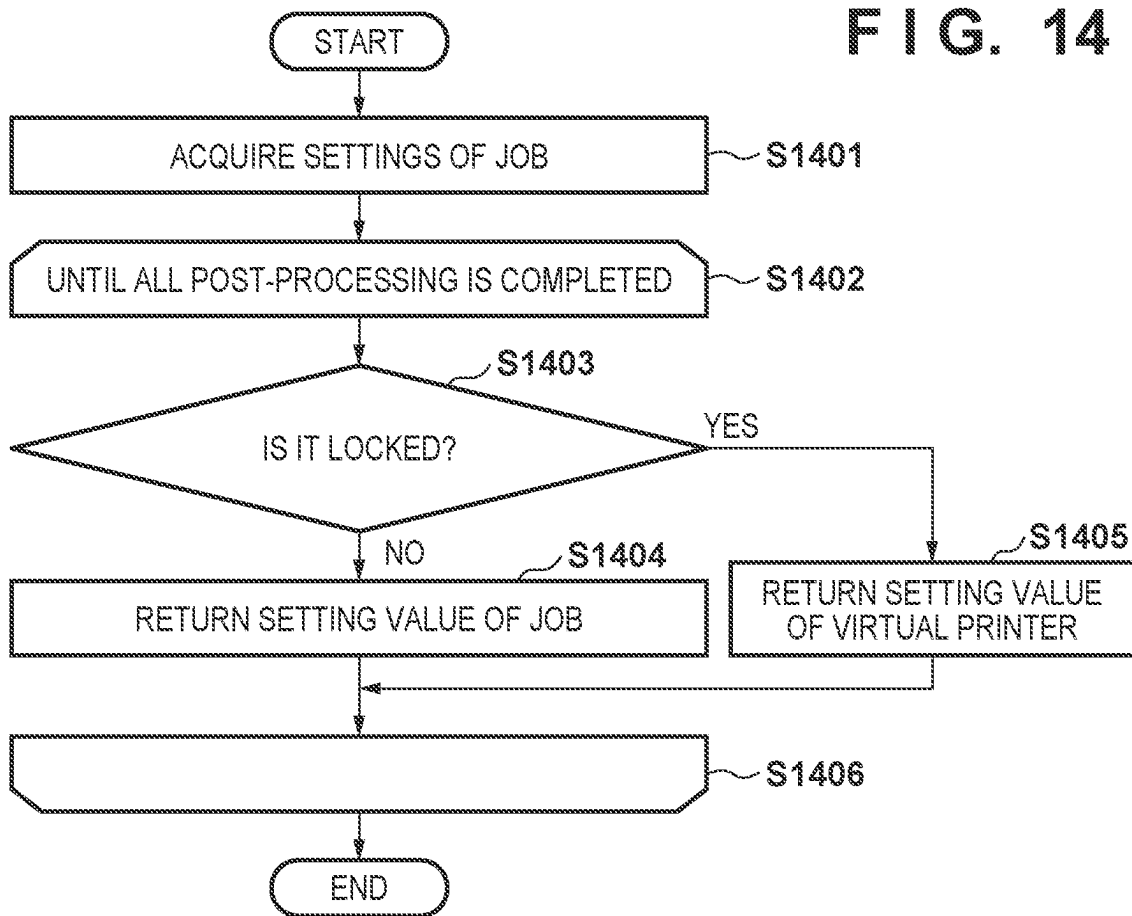 FIG. 14
START
ACQUIRE SETTINGS OF JOB
S1401
UNTIL ALL POST-PROCESSING IS COMPLETED
S1402
S1403
IS IT LOCKED?
YES
NO
S1404
RETURN SETTING VALUE OF JOB
S1405
RETURN SETTING VALUE
OF VIRTUAL PRINTER
S1406
END